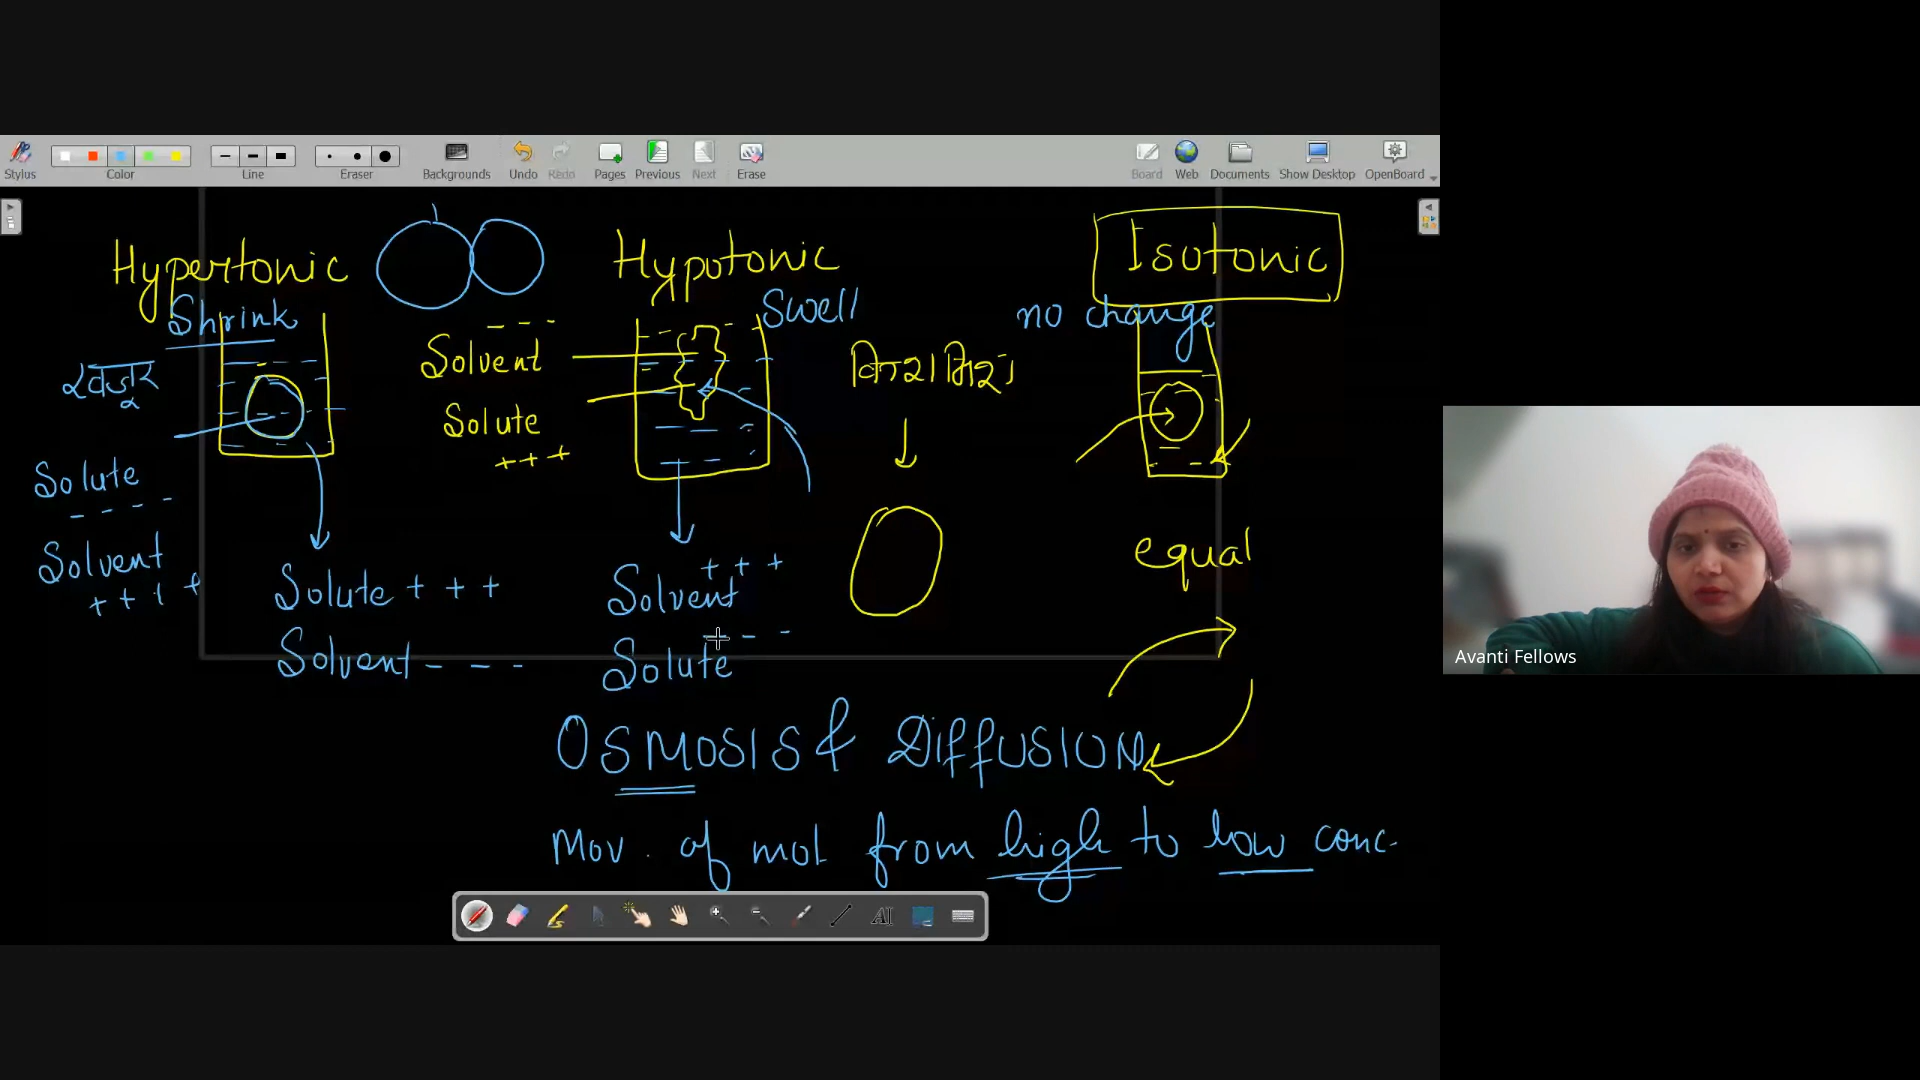 Stylus
Color
Line
Eraser
Backgrounds
Undo
Redo
Pages
Previous
Next
Erase
Board
Web
Documents
Show Desktop
OpenBoard
Hypertonic
Shrink
Solute
- - - -
Solvent
+ + + +
Solute + + +
Solvent - - -
Hypotonic
Swell
- - -
Solvent
Solute
+ + +
+ + +
Solvent
- - -
Solute
Isotonic
no change
equal
OSMOSIS & DIffUSION
Mov. of mol from high to low conc.
Avanti Fellows